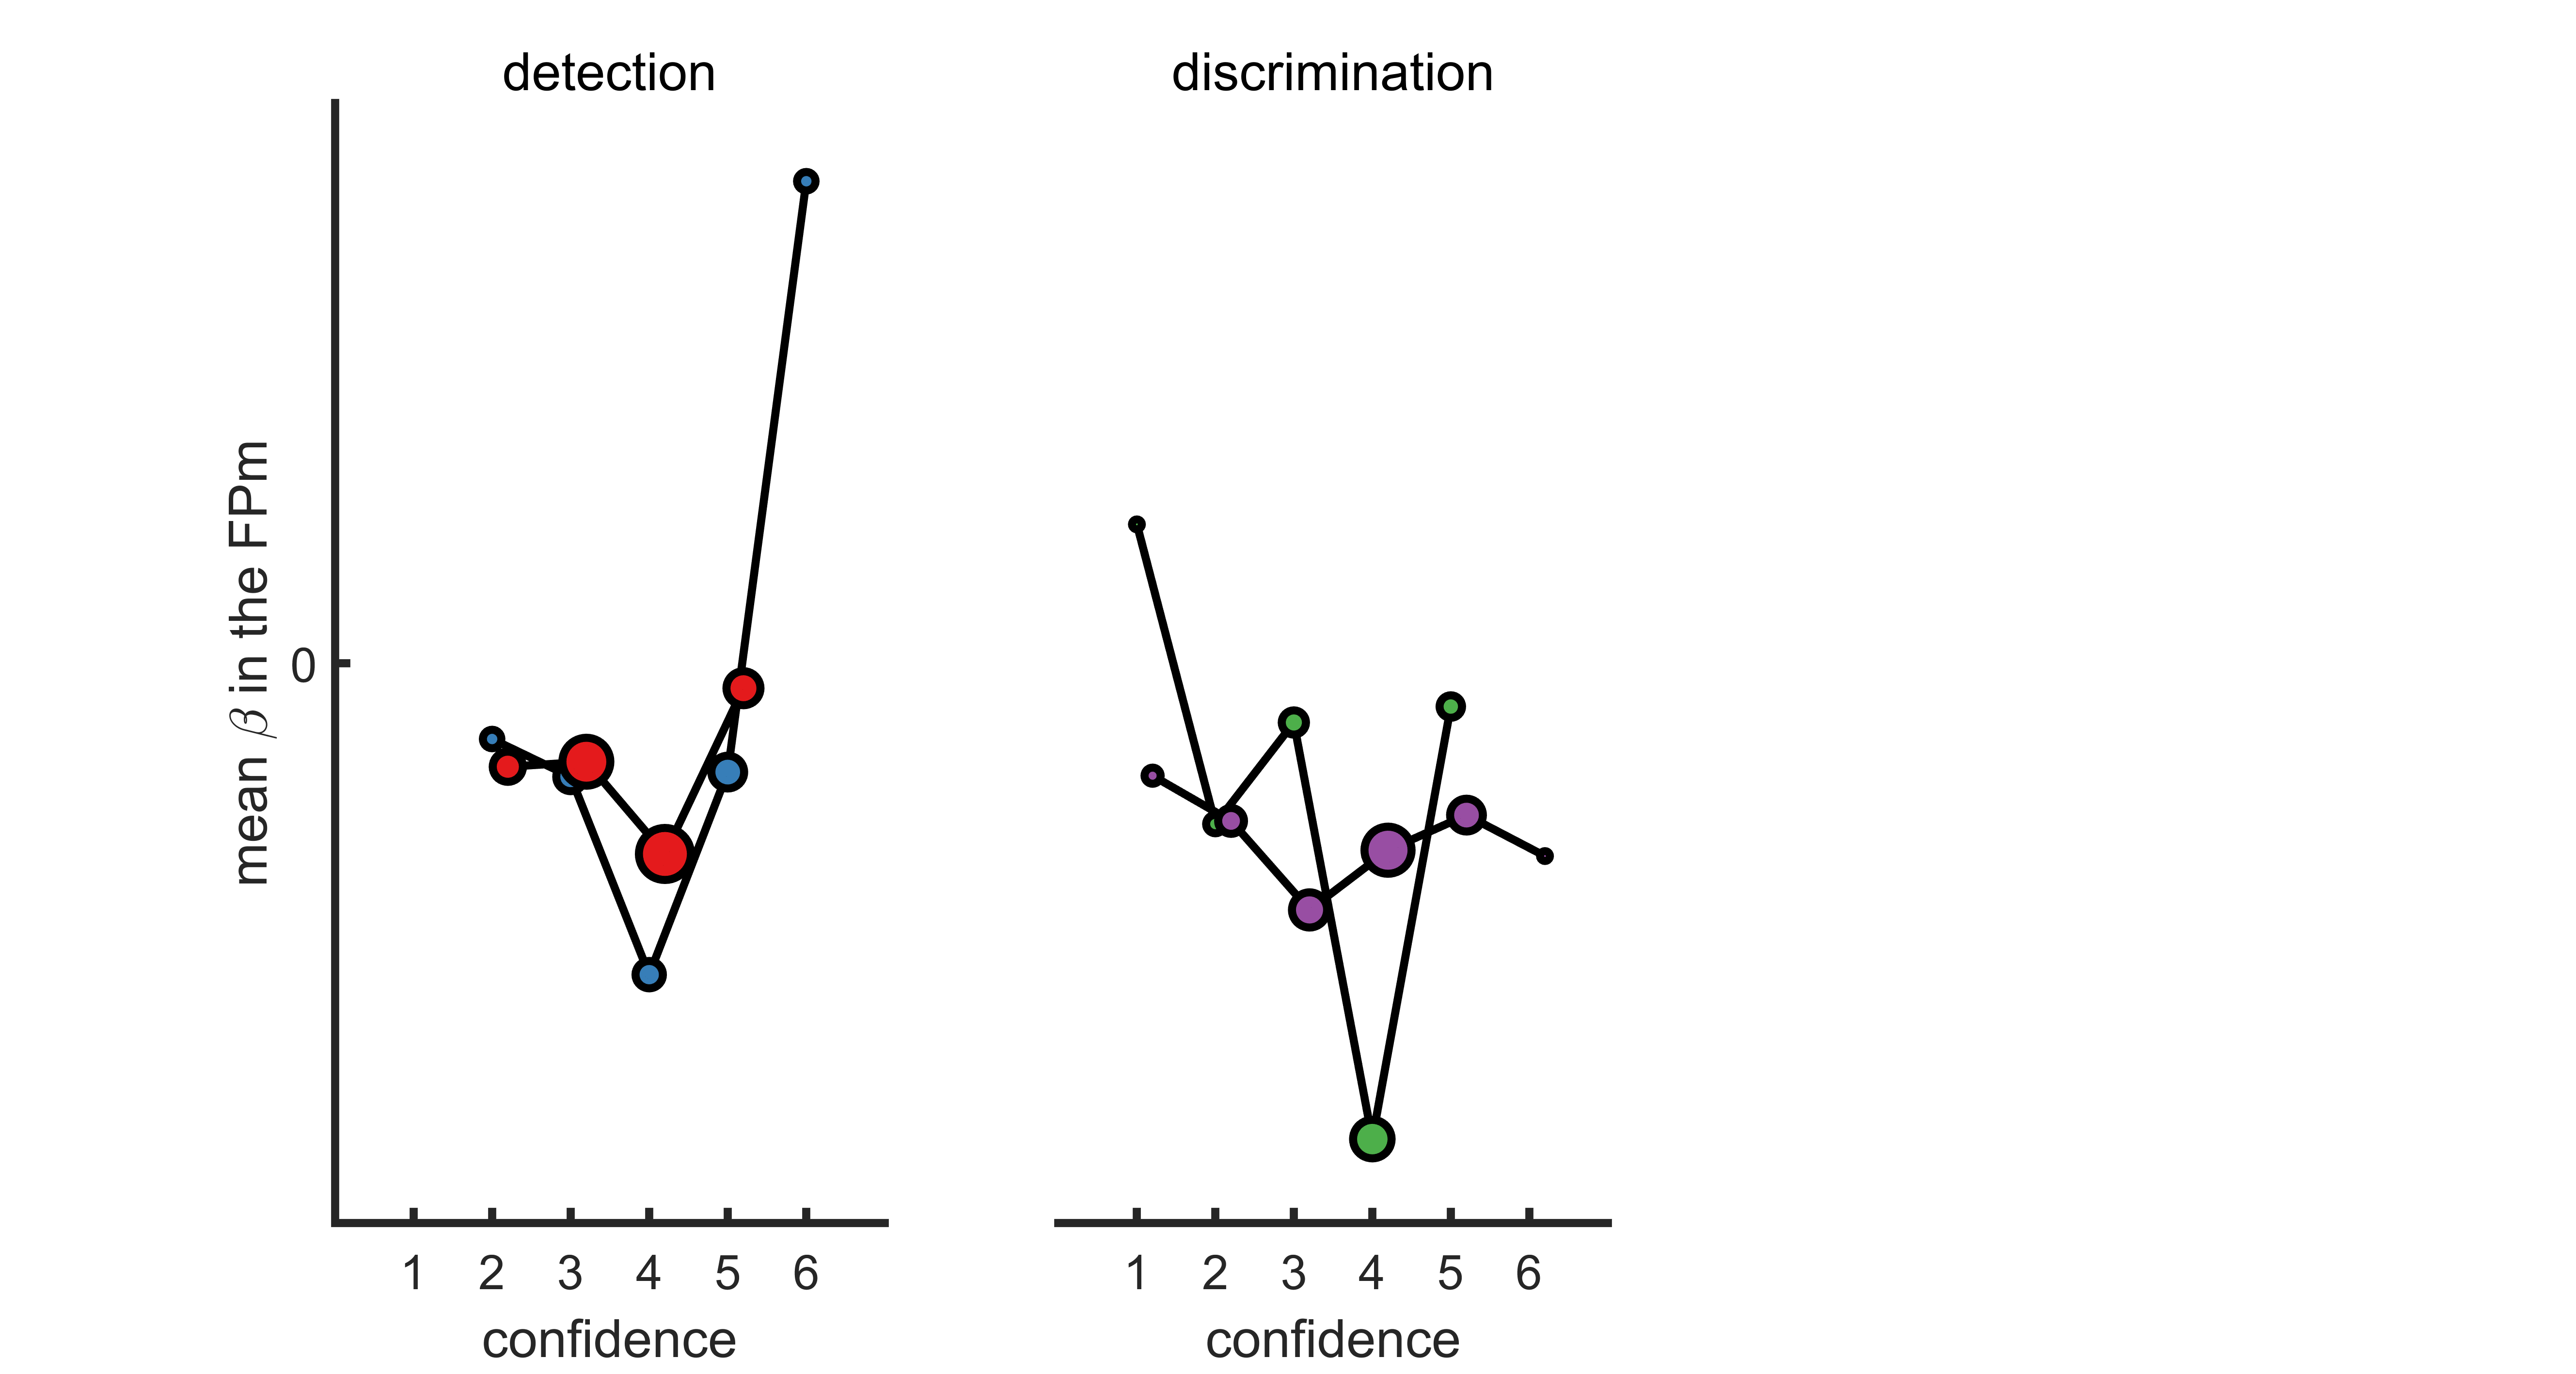 detection
discrimination
mean β in the FPm
0
1 2 3 4 5 6
1 2 3 4 5 6
confidence
confidence